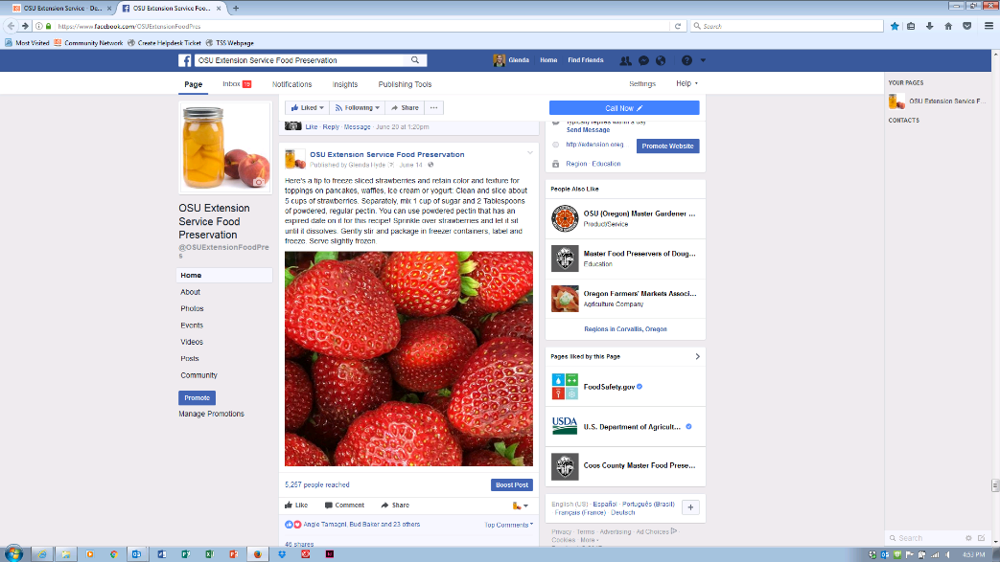 OSU Extension Service - De...
OSU Extension Service Foo...
https://www.facebook.com/OSUExtensionFoodPres
Search
Most Visited
Community Network
Create Helpdesk Ticket
TSS Webpage
OSU Extension Service Food Preservation
Glenda
Home
Find Friends
Page
Inbox 19
Notifications
Insights
Publishing Tools
Settings
Help
Liked
Following
Share
Call Now
OSU Extension
Service Food
Preservation
@OSUExtensionFoodPre
s
Home
About
Photos
Events
Videos
Posts
Community
Promote
Manage Promotions
Like · Reply · Message · June 20 at 1:20pm
OSU Extension Service Food Preservation
Published by Glenda Hyde [?] · June 14 ·
Here's a tip to freeze sliced strawberries and retain color and texture for
toppings on pancakes, waffles, ice cream or yogurt: Clean and slice about
5 cups of strawberries. Separately, mix 1 cup of sugar and 2 Tablespoons
of powdered, regular pectin. You can use powdered pectin that has an
expired date on it for this recipe! Sprinkle over strawberries and let it sit
until it dissolves. Gently stir and package in freezer containers, label and
freeze. Serve slightly frozen.
5,257 people reached
Boost Post
Like
Comment
Share
Angie Tamagni, Bud Baker and 23 others
Top Comments
46 shares
Typically replies within a day
Send Message
http://extension.oreg
Promote Website
Region · Education
People Also Like
OSU (Oregon) Master Gardener ...
Product/Service
Master Food Preservers of Doug...
Education
Oregon Farmers' Markets Associ...
Agriculture Company
Regions in Corvallis, Oregon
Pages liked by this Page
FoodSafety.gov
USDA
U.S. Department of Agricult...
Coos County Master Food Prese...
English (US) · Español · Português (Brasil) ·
Français (France) · Deutsch
Privacy · Terms · Advertising · Ad Choices
Cookies · More
YOUR PAGES
OSU Extension Service F...
CONTACTS
Search
4:52 PM